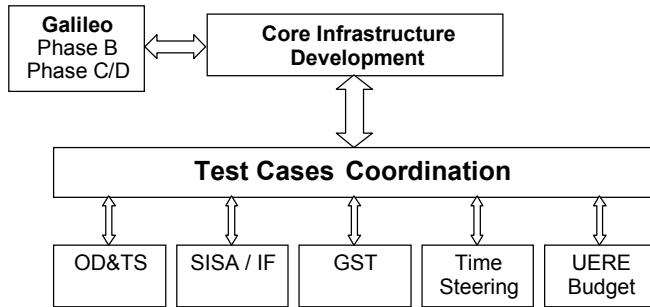 Galileo
Phase B
Phase C/D
Core Infrastructure
Development
Test Cases Coordination
OD&TS
SISA / IF
GST
Time
Steering
UERE
Budget